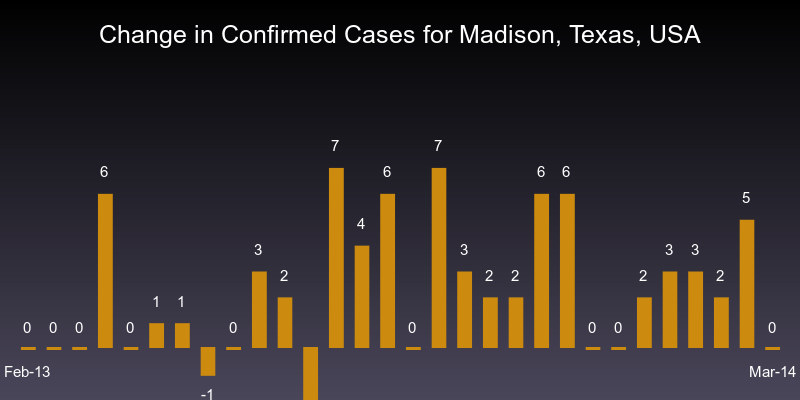 Change in Confirmed Cases for Madison, Texas, USA
7 7
6 6 6 6
5
4
3 3 3 3
2 2 2 2 2
1 1
0 0 0 0 0 0 0 0 0
Feb-13 Mar-14
-1